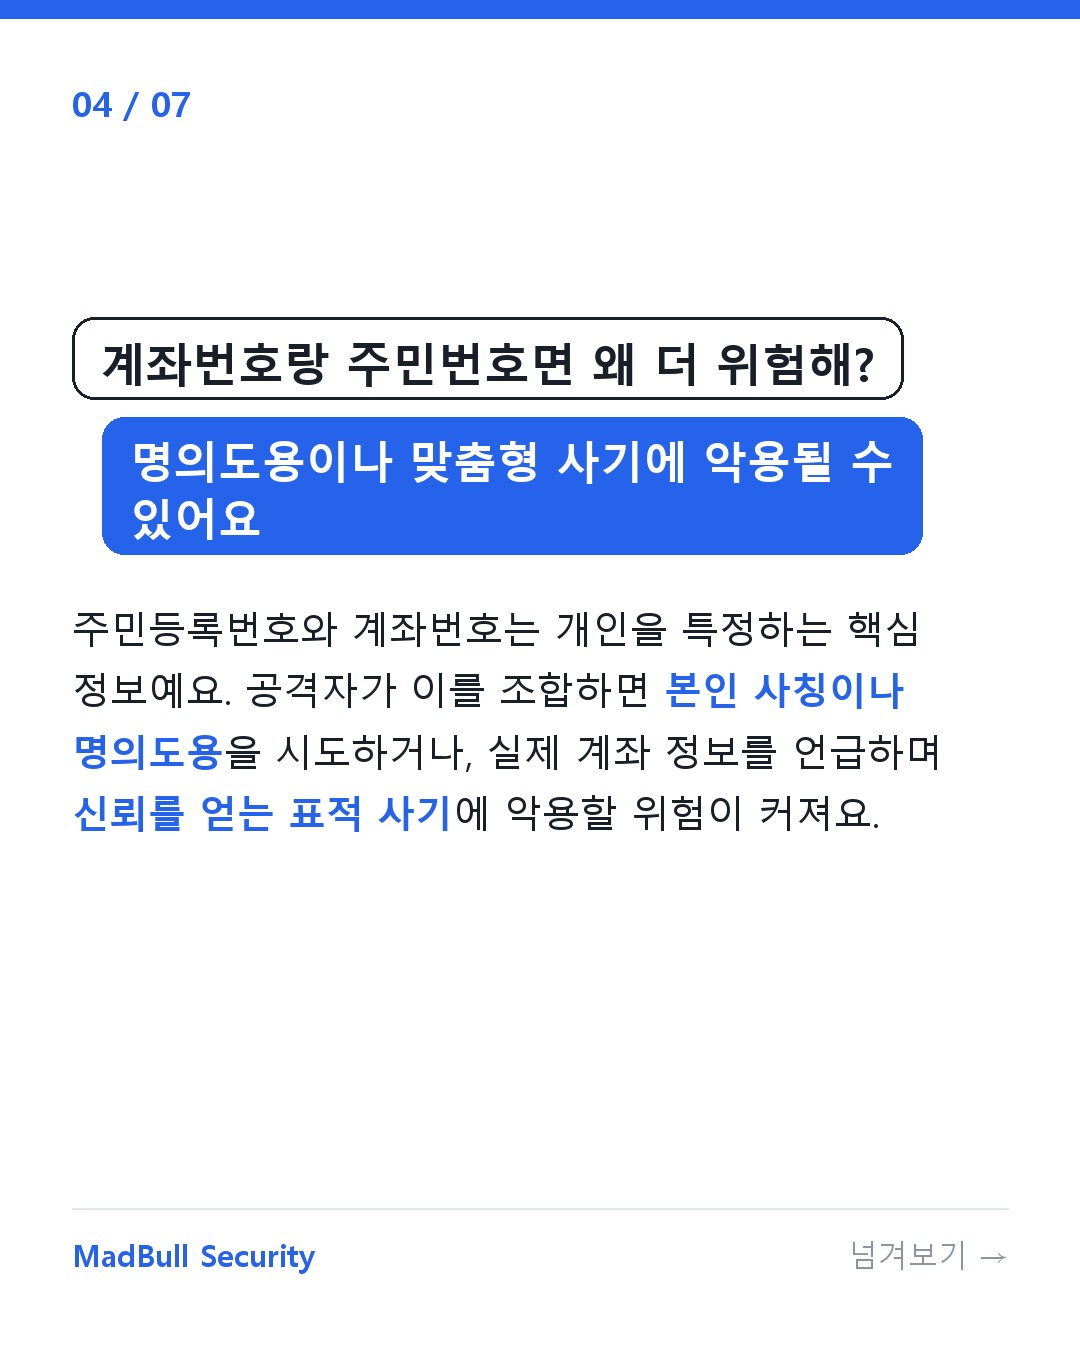 04 / 07
계좌번호랑 주민번호면 왜 더 위험해?
명의도용이나 맞춤형 사기에 악용될 수
있어요
주민등록번호와 계좌번호는 개인을 특정하는 핵심
정보예요. 공격자가 이를 조합하면 본인 사칭이나
명의도용을 시도하거나, 실제 계좌 정보를 언급하며
신뢰를 얻는 표적 사기에 악용할 위험이 커져요.
MadBull Security
넘겨보기 →